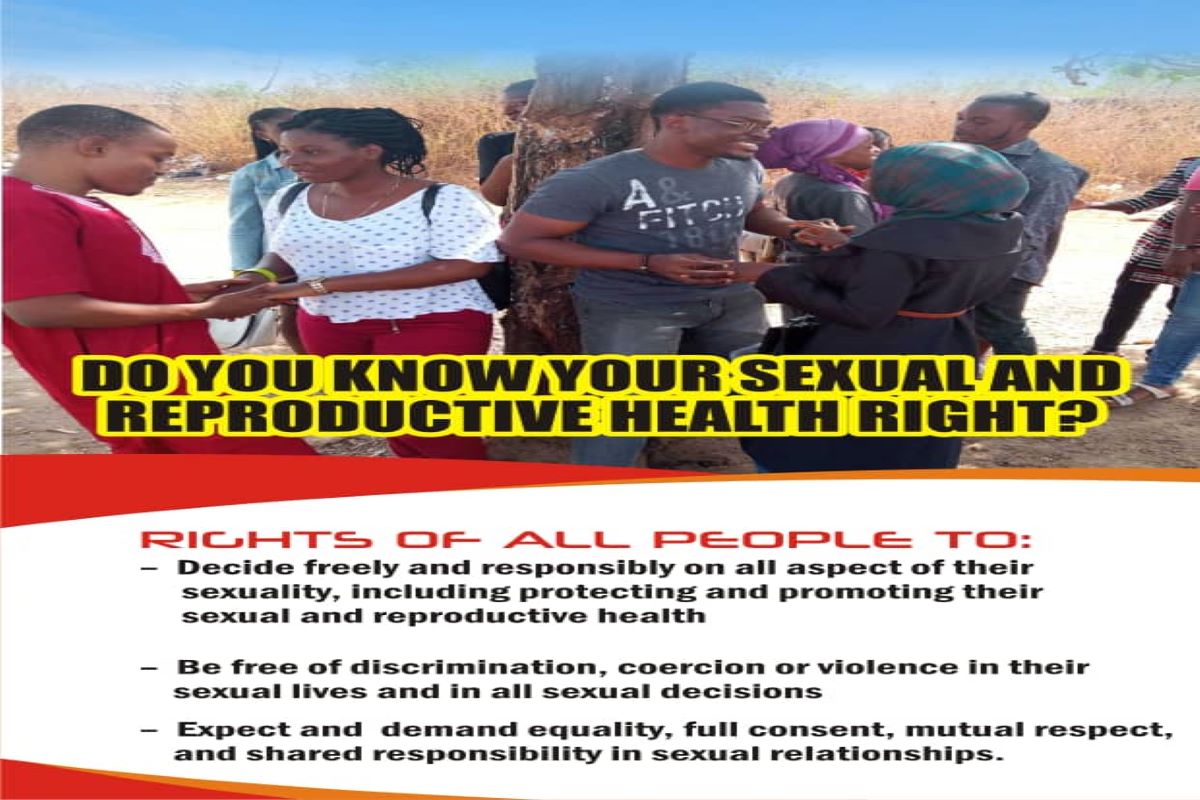 A&
FITCH
DO YOU KNOW YOUR SEXUAL AND
REPRODUCTIVE HEALTH RIGHT?
RIGHTS OF ALL PEOPLE TO:
– Decide freely and responsibly on all aspect of their
sexuality, including protecting and promoting their
sexual and reproductive health
– Be free of discrimination, coercion or violence in their
sexual lives and in all sexual decisions
– Expect and demand equality, full consent, mutual respect,
and shared responsibility in sexual relationships.